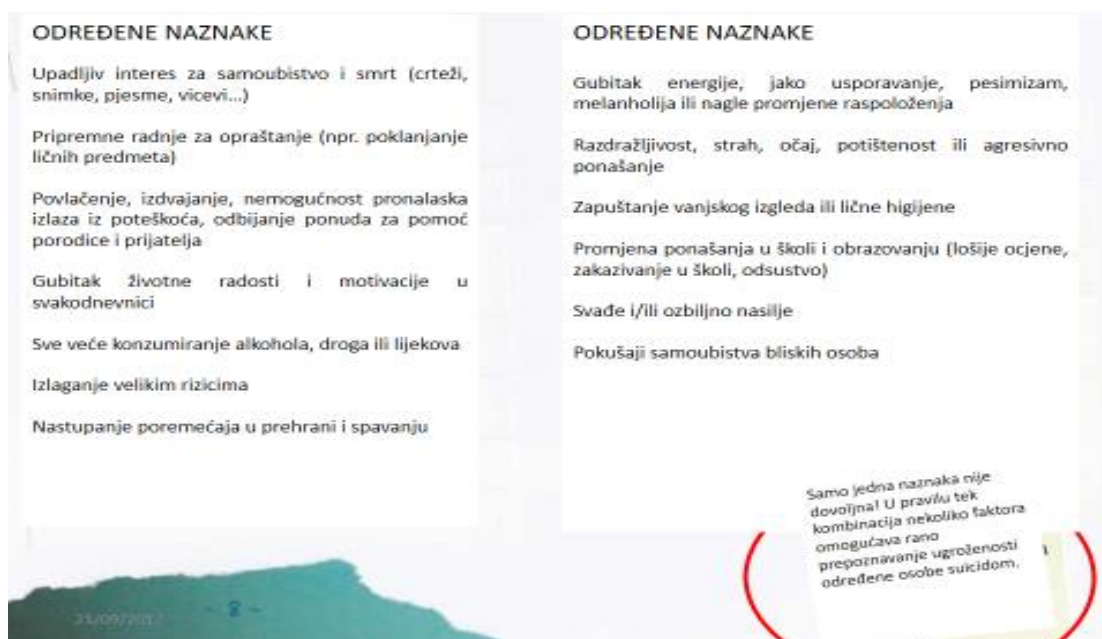 ODREĐENE NAZNAKE
Upadljiv interes za samoubistvo i smrt (crteži,
snimke, pjesme, vicevi...)
Pripremne radnje za opraštanje (npr. poklanjanje
ličnih predmeta)
Povlačenje, izdvajanje, nemogućnost pronalaska
izlaza iz poteškoća, odbijanje ponuda za pomoć
porodice i prijatelja
Gubitak životne radosti i motivacije u
svakodnevnici
Sve veće konzumiranje alkohola, droga ili lijekova
Izlaganje velikim rizicima
Nastupanje poremećaja u prehrani i spavanju
ODREĐENE NAZNAKE
Gubitak energije, jako usporavanje, pesimizam,
melanholija ili nagle promjene raspoloženja
Razdražljivost, strah, očaj, potištenost ili agresivno
ponašanje
Zapuštanje vanjskog izgleda ili lične higijene
Promjena ponašanja u školi i obrazovanju (lošije ocjene,
zakazivanje u školi, odsustvo)
Svađe i/ili ozbiljno nasilje
Pokušaji samoubistva bliskih osoba
Samo jedna naznaka nije
dovoljna! U pravilu tek
kombinacija nekoliko faktora
omogućava rano
prepoznavanje ugroženosti
određene osobe suicidom.
- 8 -